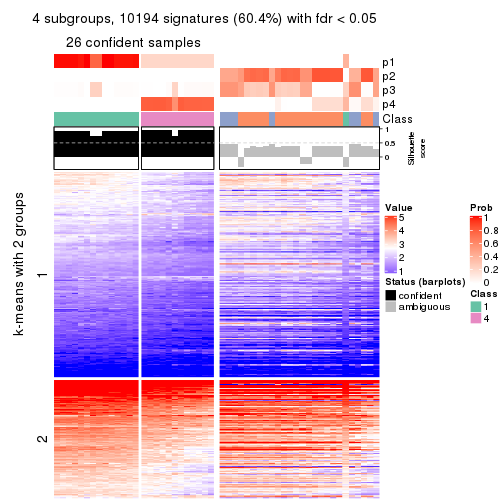 4 subgroups, 10194 signatures (60.4%) with fdr < 0.05
26 confident samples
p1
p2
p3
p4
Class
1
0.5
0
Silhouette
score
k-means with 2 groups
1
2
Value
5
4
3
2
1
Status (barplots)
confident
ambiguous
Prob
1
0.8
0.6
0.4
0.2
0
Class
1
4